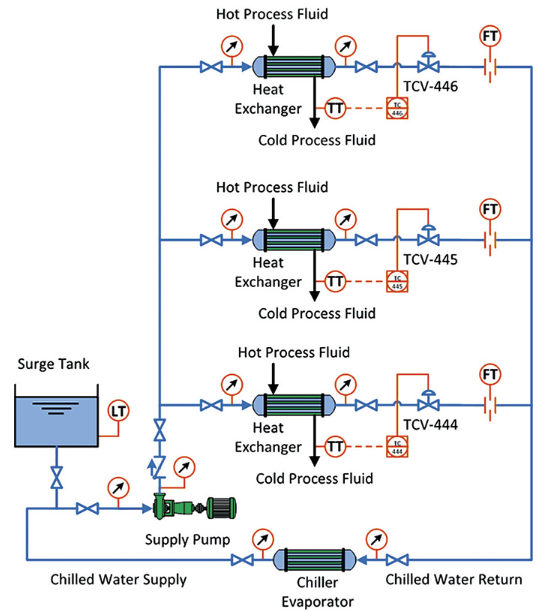 Hot Process Fluid
FT
TCV-446
Heat
Exchanger
TT
TC
446
Cold Process Fluid
Hot Process Fluid
FT
TCV-445
Heat
Exchanger
TT
TC
445
Cold Process Fluid
Hot Process Fluid
Surge Tank
FT
LT
TCV-444
Heat
Exchanger
TT
TC
444
Cold Process Fluid
Supply Pump
Chilled Water Supply
Chiller
Evaporator
Chilled Water Return